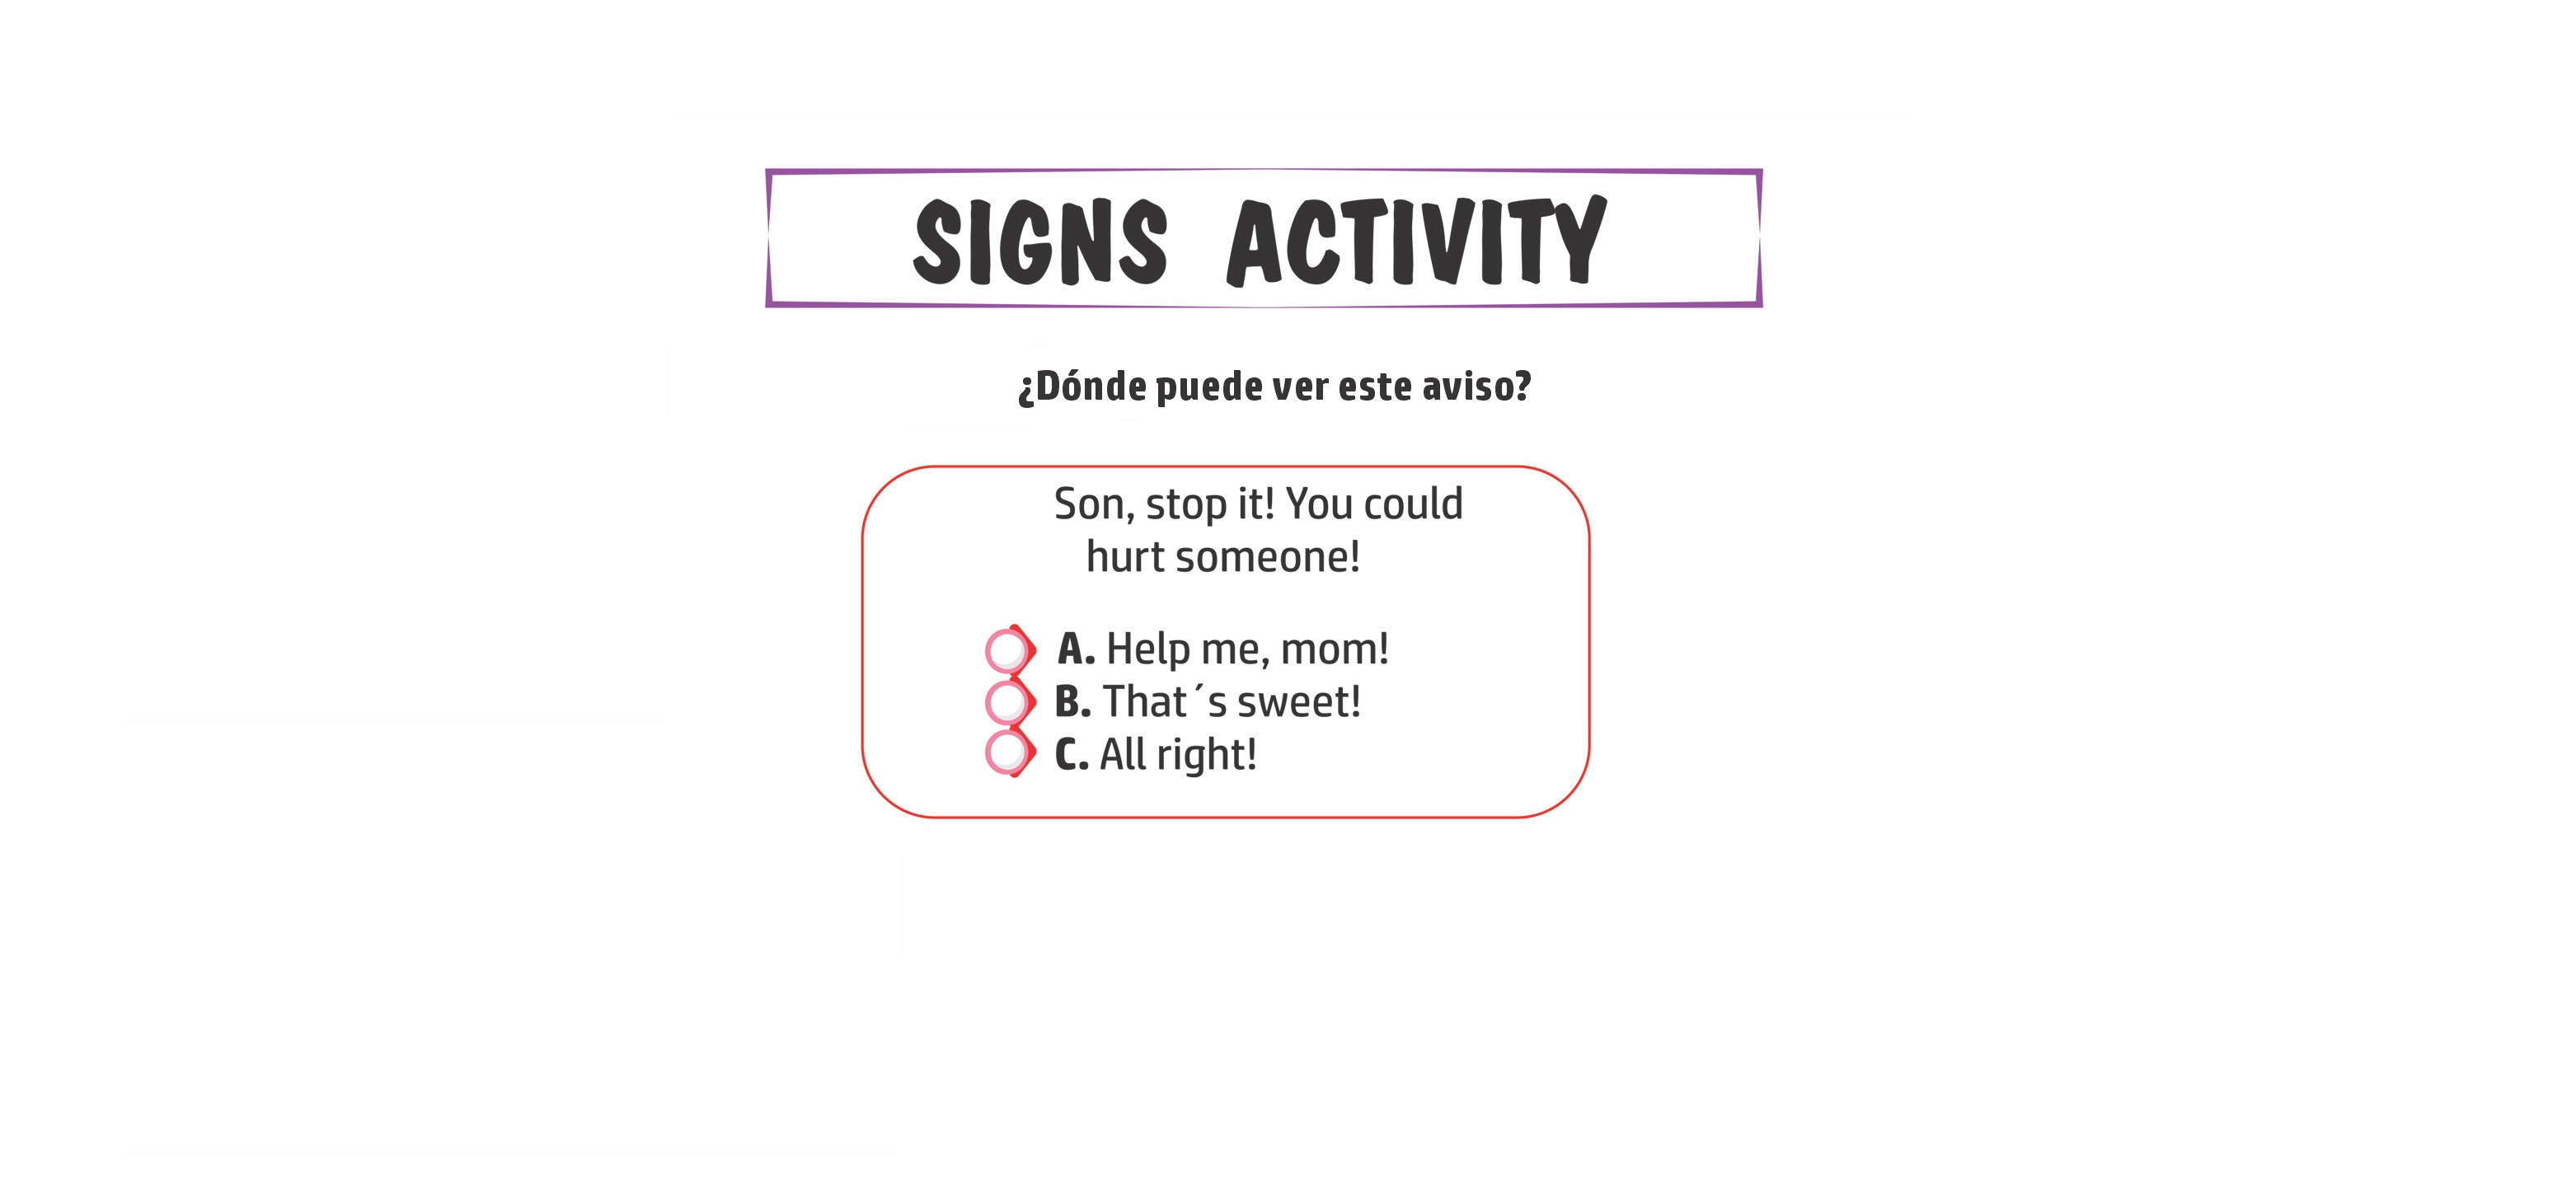 SIGNS ACTIVITY
¿Dónde puede ver este aviso?
Son, stop it! You could
hurt someone!
A. Help me, mom!
B. That´s sweet!
C. All right!